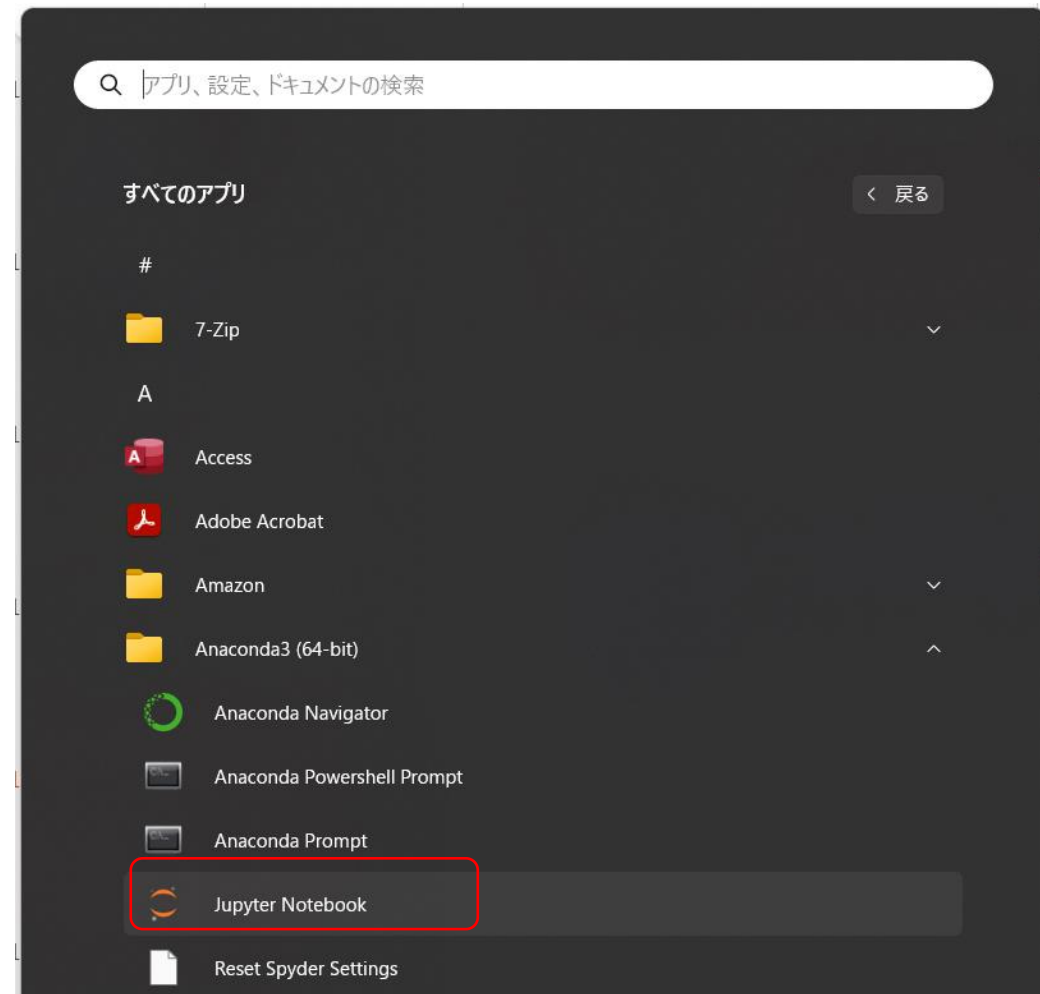 アプリ、設定、ドキュメントの検索
すべてのアプリ
戻る
#
7-Zip
A
Access
Adobe Acrobat
Amazon
Anaconda3 (64-bit)
Anaconda Navigator
Anaconda Powershell Prompt
Anaconda Prompt
Jupyter Notebook
Reset Spyder Settings